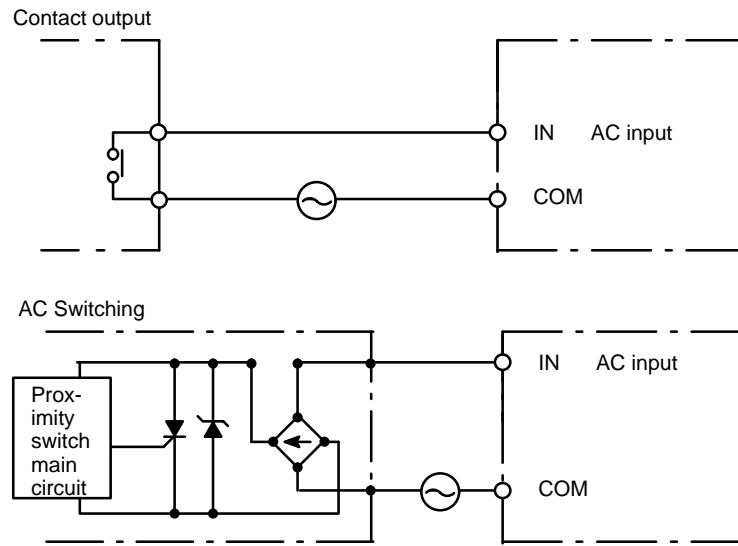 Contact output
IN AC input
COM
AC Switching
IN AC input
Prox-
imity
switch
main
circuit
COM